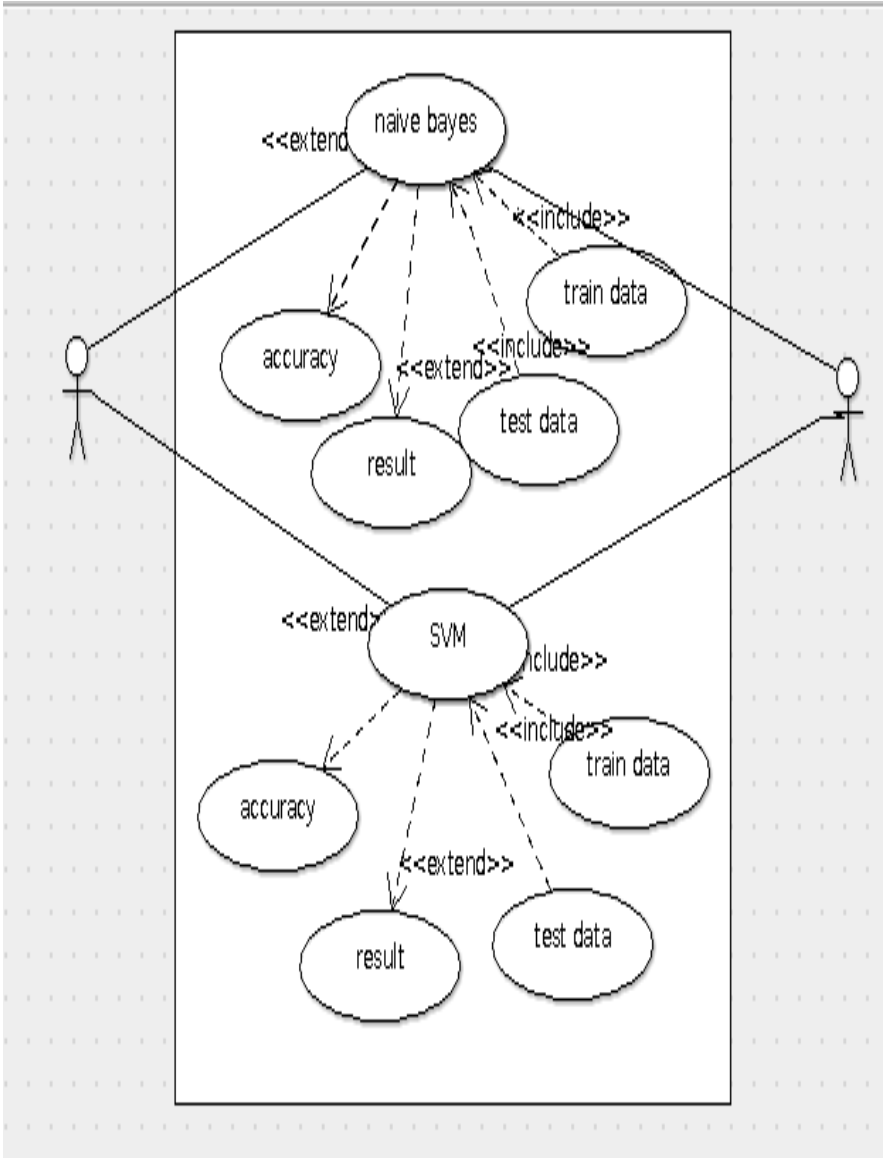 naive bayes
<<extend
<<include>>
train data
<<include>>
accuracy
<<extend>>
test data
result
<<extend>
SVM
nclude>>
<<include>>
train data
accuracy
<<extend>>
test data
result